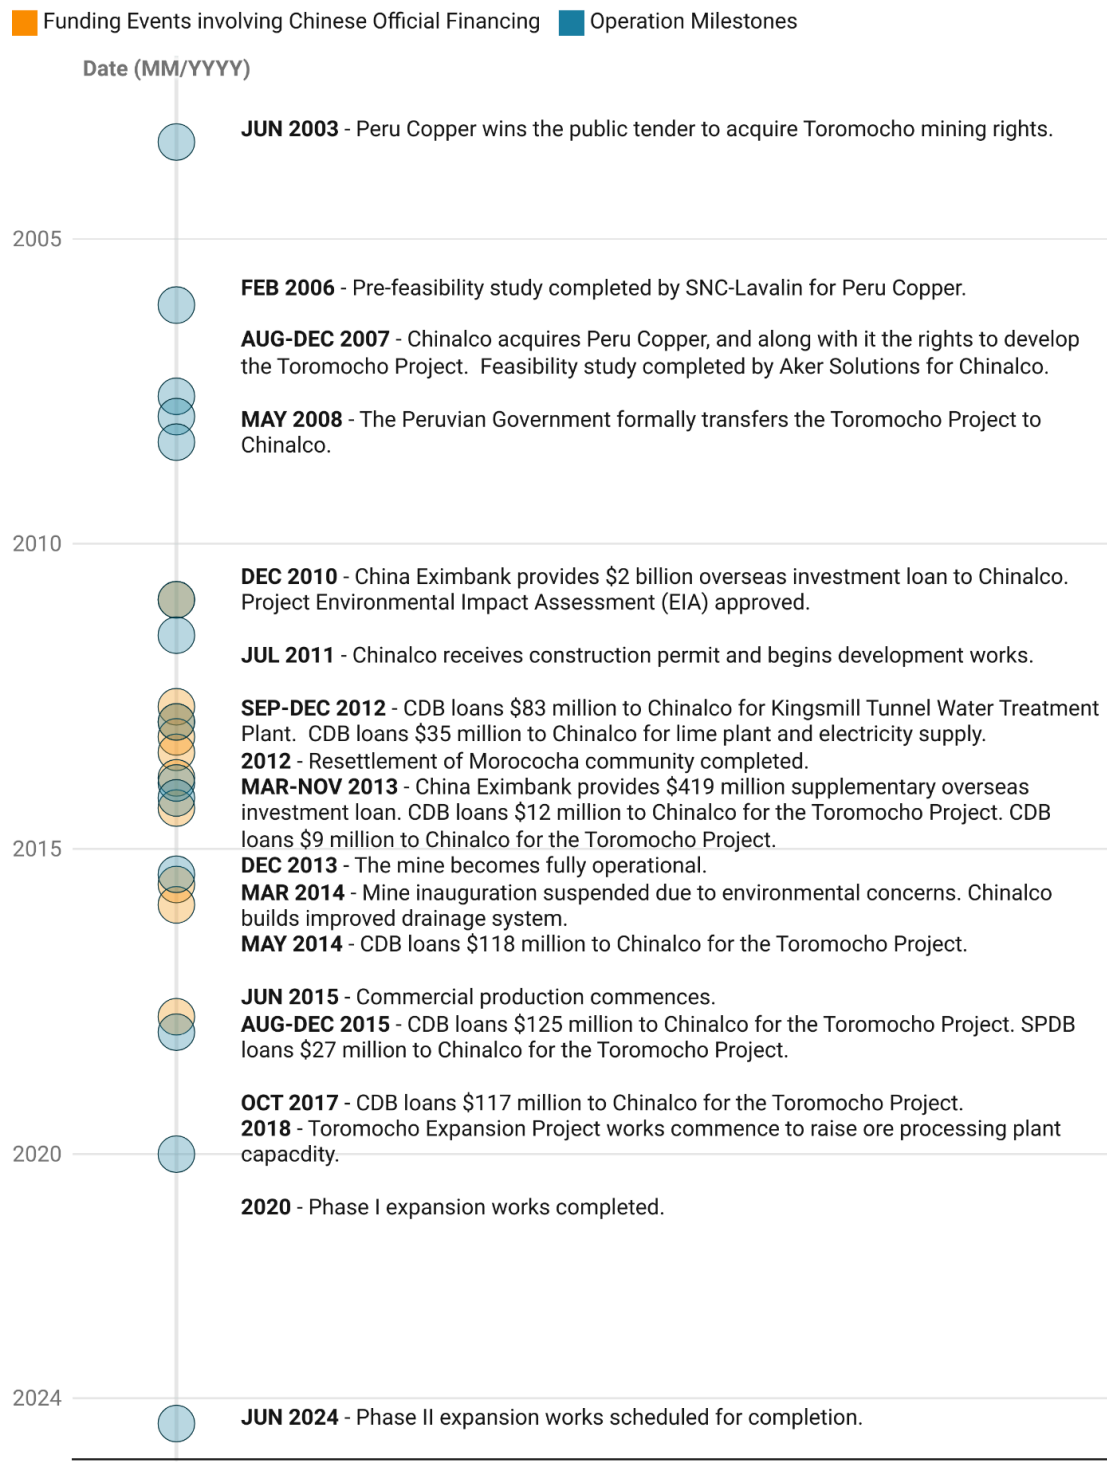 Funding Events involving Chinese Official Financing Operation Milestones
Date (MM/YYYY)
JUN 2003 - Peru Copper wins the public tender to acquire Toromocho mining rights.
2005
FEB 2006 - Pre-feasibility study completed by SNC-Lavalin for Peru Copper.
AUG-DEC 2007 - Chinalco acquires Peru Copper, and along with it the rights to develop
the Toromocho Project.  Feasibility study completed by Aker Solutions for Chinalco.
MAY 2008 - The Peruvian Government formally transfers the Toromocho Project to
Chinalco.
2010
DEC 2010 - China Eximbank provides $2 billion overseas investment loan to Chinalco.
Project Environmental Impact Assessment (EIA) approved.
JUL 2011 - Chinalco receives construction permit and begins development works.
SEP-DEC 2012 - CDB loans $83 million to Chinalco for Kingsmill Tunnel Water Treatment
Plant.  CDB loans $35 million to Chinalco for lime plant and electricity supply.
2012 - Resettlement of Morococha community completed.
MAR-NOV 2013 - China Eximbank provides $419 million supplementary overseas
investment loan. CDB loans $12 million to Chinalco for the Toromocho Project. CDB
loans $9 million to Chinalco for the Toromocho Project.
2015
DEC 2013 - The mine becomes fully operational.
MAR 2014 - Mine inauguration suspended due to environmental concerns. Chinalco
builds improved drainage system.
MAY 2014 - CDB loans $118 million to Chinalco for the Toromocho Project.
JUN 2015 - Commercial production commences.
AUG-DEC 2015 - CDB loans $125 million to Chinalco for the Toromocho Project. SPDB
loans $27 million to Chinalco for the Toromocho Project.
OCT 2017 - CDB loans $117 million to Chinalco for the Toromocho Project.
2018 - Toromocho Expansion Project works commence to raise ore processing plant
2020
capacdity.
2020 - Phase I expansion works completed.
2024
JUN 2024 - Phase II expansion works scheduled for completion.